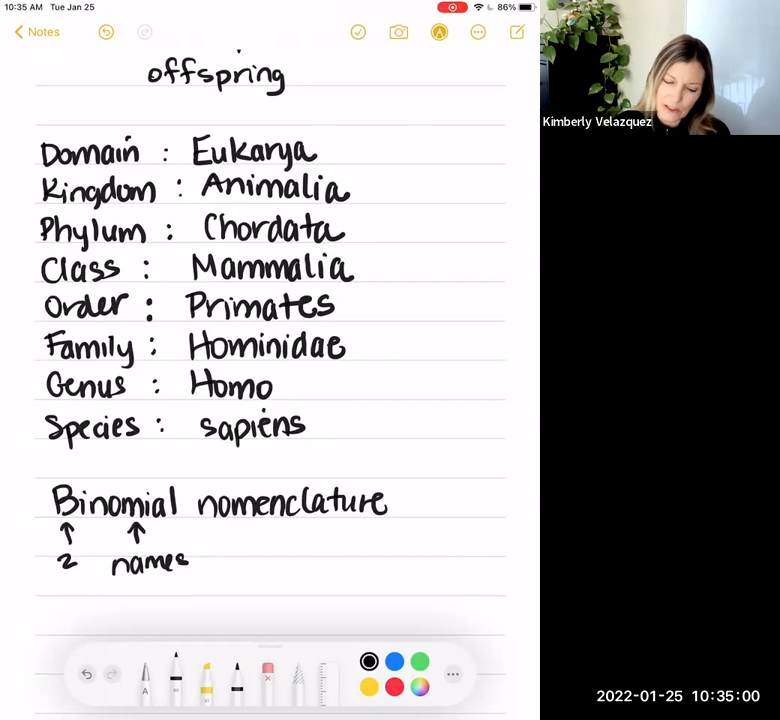 10:35 AM Tue Jan 25
86%
Notes
offspring
Domain : Eukarya
Kingdom : Animalia
Phylum : Chordata
Class : Mammalia
Order : Primates
Family : Hominidae
Genus : Homo
Species : sapiens
Binomial nomenclature
2 names
A
Kimberly Velazquez
2022-01-25 10:35:00